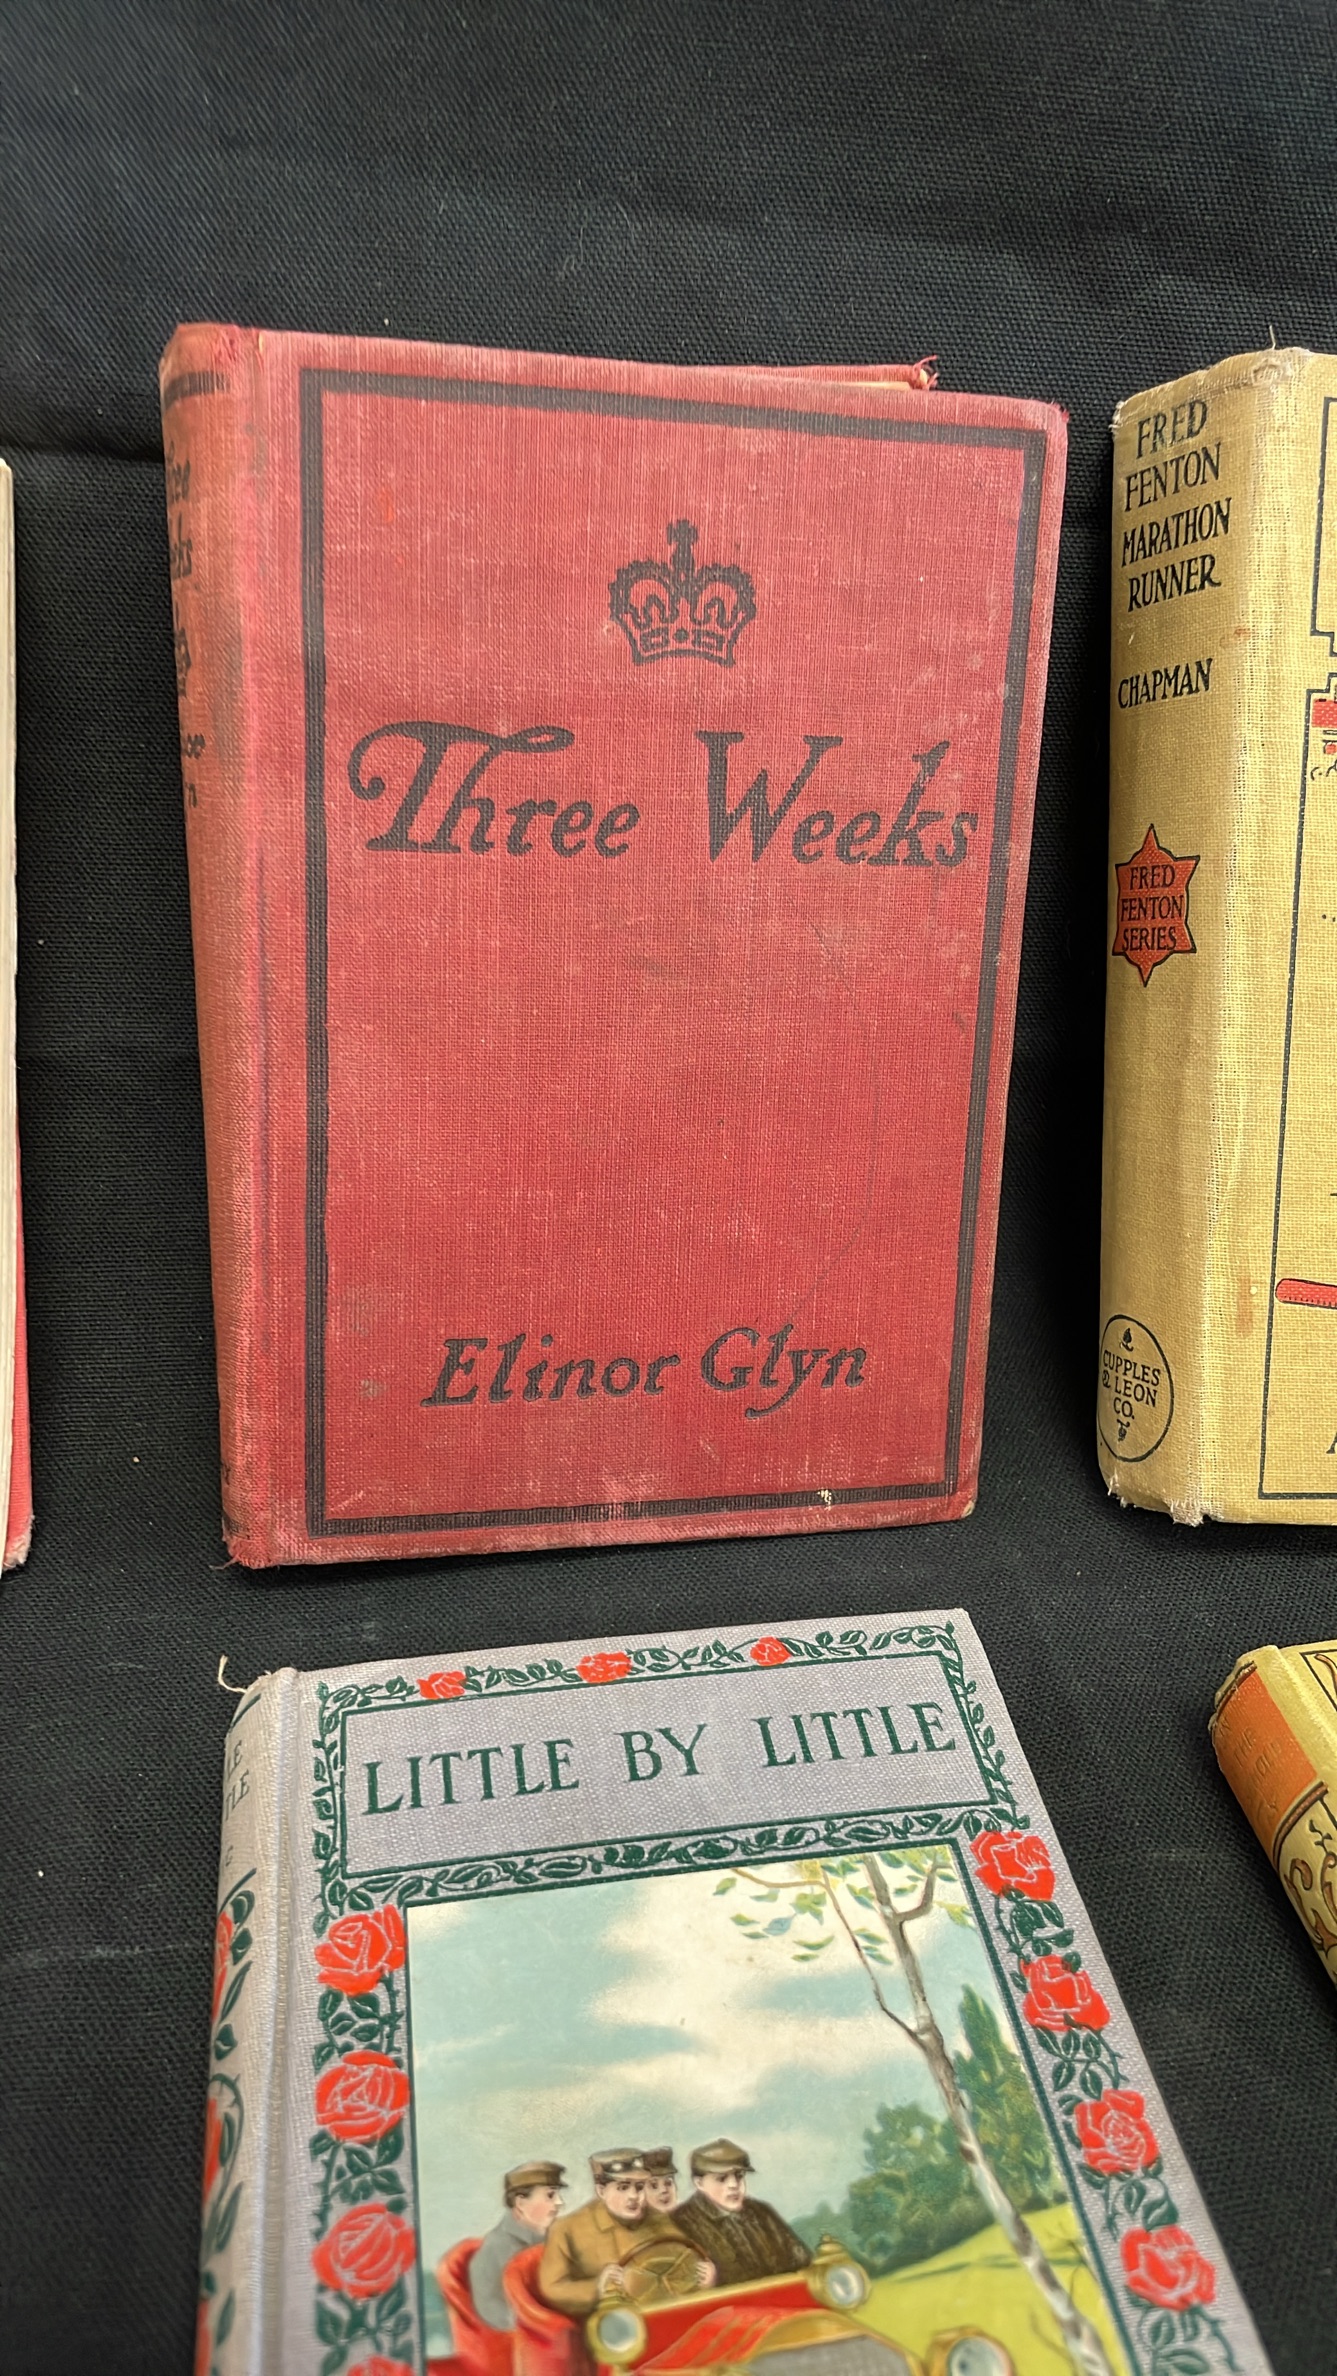 Three Weeks
Elinor Glyn
FRED
FENTON
MARATHON
RUNNER
CHAPMAN
FRED
FENTON
SERIES
CUPPLES
& LEON
CO.
LITTLE BY LITTLE